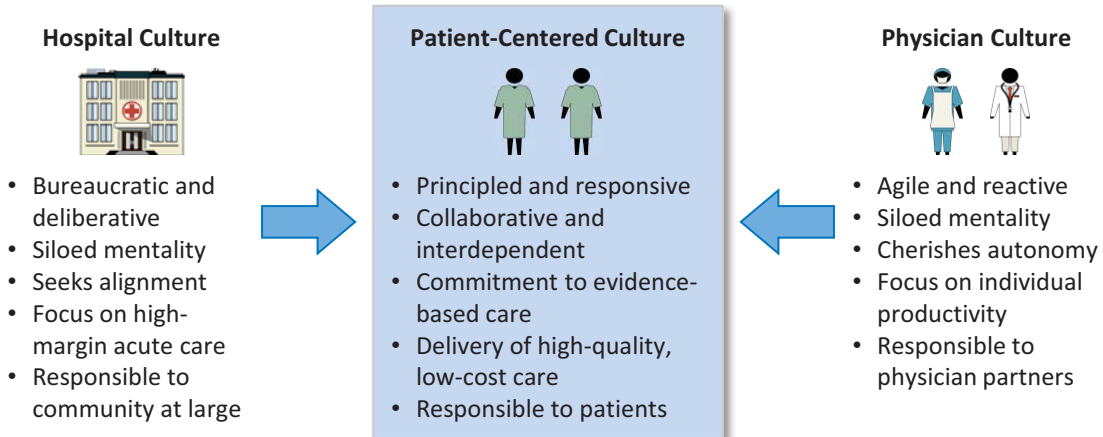 Hospital Culture
• Bureaucratic and
deliberative
• Siloed mentality
• Seeks alignment
• Focus on high-
margin acute care
• Responsible to
community at large
Patient-Centered Culture
• Principled and responsive
• Collaborative and
interdependent
• Commitment to evidence-
based care
• Delivery of high-quality,
low-cost care
• Responsible to patients
Physician Culture
• Agile and reactive
• Siloed mentality
• Cherishes autonomy
• Focus on individual
productivity
• Responsible to
physician partners
H